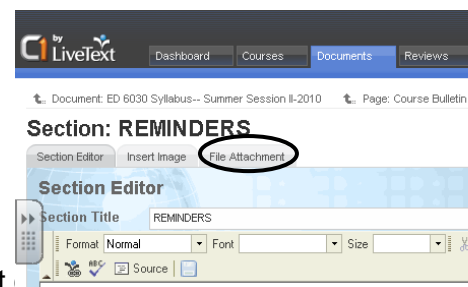 C1 by LiveText
Dashboard Courses Documents Reviews
Document: ED 6030 Syllabus-- Summer Session II-2010 Page: Course Bulletin
Section: REMINDERS
Section Editor Insert Image File Attachment
Section Editor
Section Title REMINDERS
Format Normal Font Size
ABC Source
t